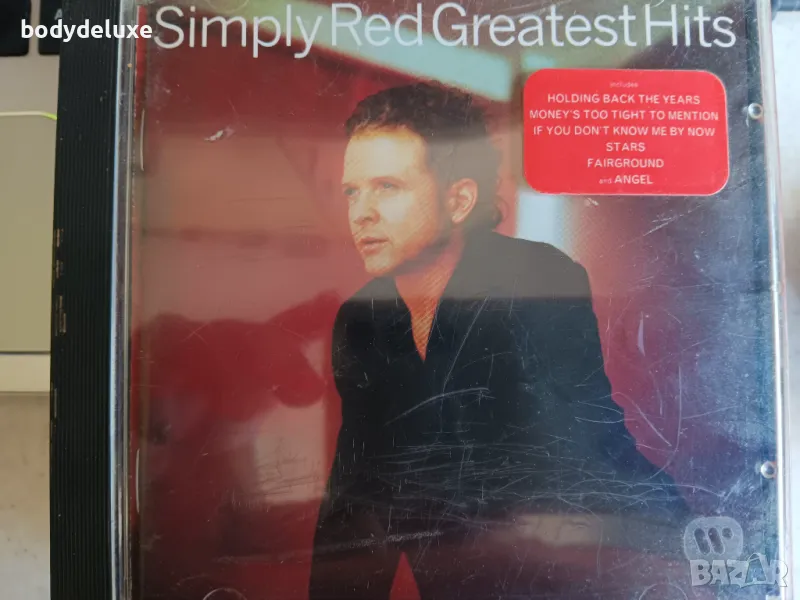 bodydeluxe
Simply Red Greatest Hits
includes
HOLDING BACK THE YEARS
MONEY'S TOO TIGHT TO MENTION
IF YOU DON'T KNOW ME BY NOW
STARS
FAIRGROUND
and ANGEL
BAZAR